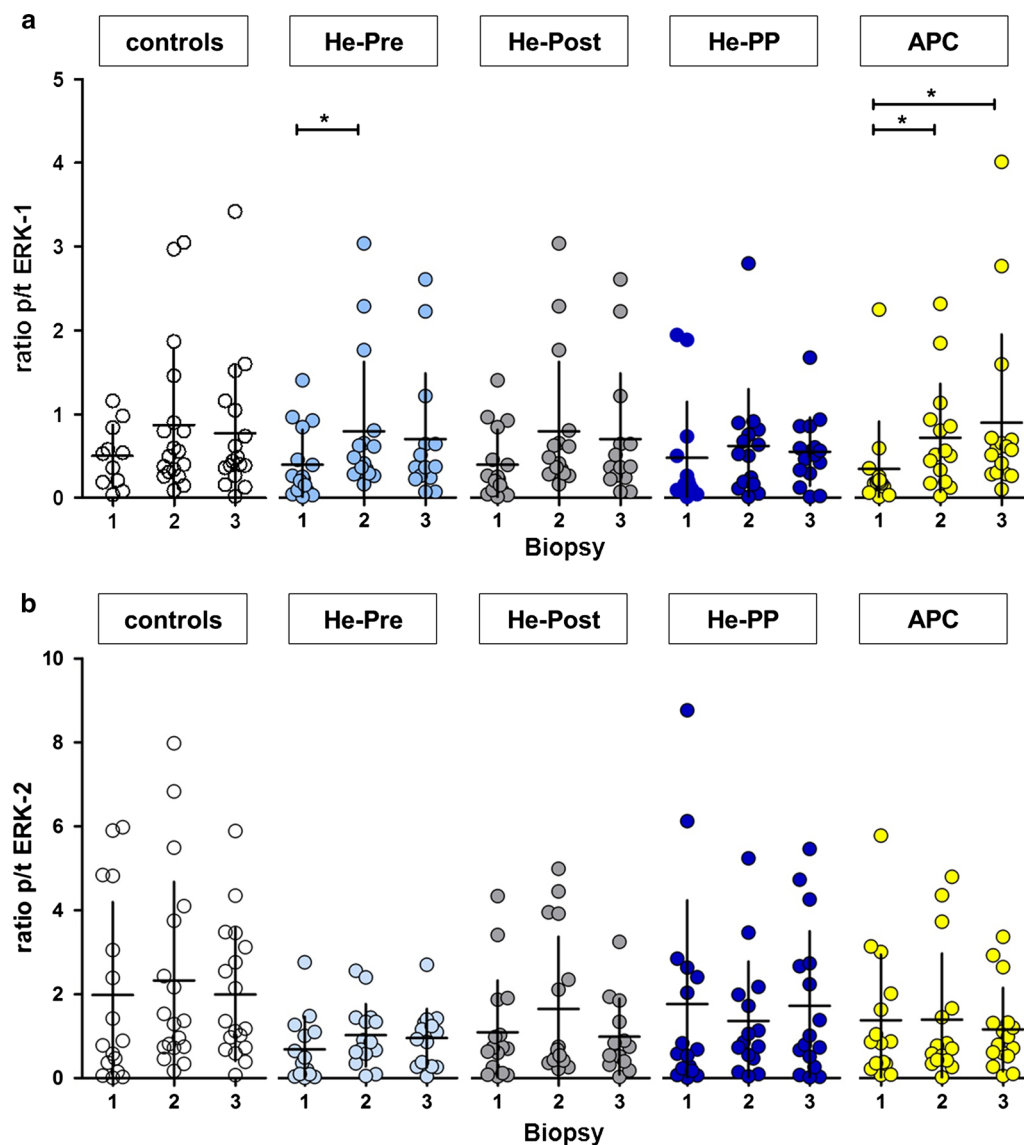 a
controls He-Pre He-Post He-PP APC
ratio p/t ERK-1
5
4
3
2
1
0
* * *
1 2 3 1 2 3 1 2 3 1 2 3 1 2 3
Biopsy
b
controls He-Pre He-Post He-PP APC
ratio p/t ERK-2
10
8
6
4
2
0
1 2 3 1 2 3 1 2 3 1 2 3 1 2 3
Biopsy